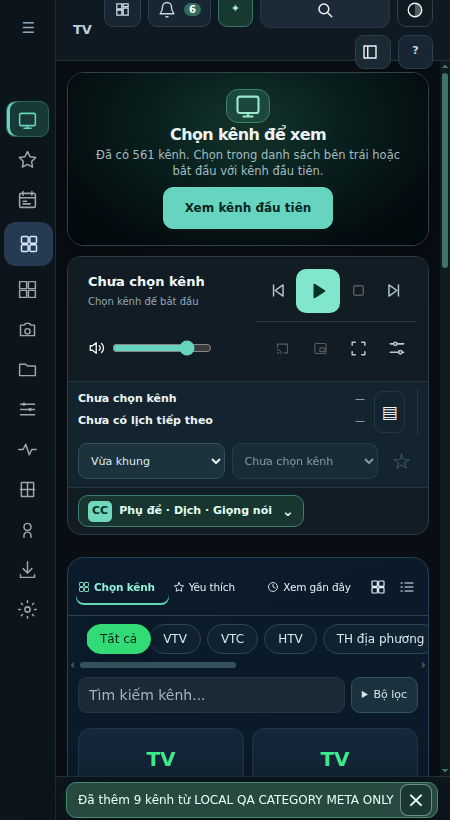 TV
6
?
Chọn kênh để xem
Đã có 561 kênh. Chọn trong danh sách bên trái hoặc
bắt đầu với kênh đầu tiên.
Xem kênh đầu tiên
Chưa chọn kênh
Chọn kênh để bắt đầu
Chưa chọn kênh —
Chưa có lịch tiếp theo —
Vừa khung
Chưa chọn kênh
CC Phụ đề · Dịch · Giọng nói
Chọn kênh
Yêu thích
Xem gần đây
Tất cả
VTV
VTC
HTV
TH địa phương
Tìm kiếm kênh...
Bộ lọc
TV
TV
Đã thêm 9 kênh từ LOCAL QA CATEGORY META ONLY